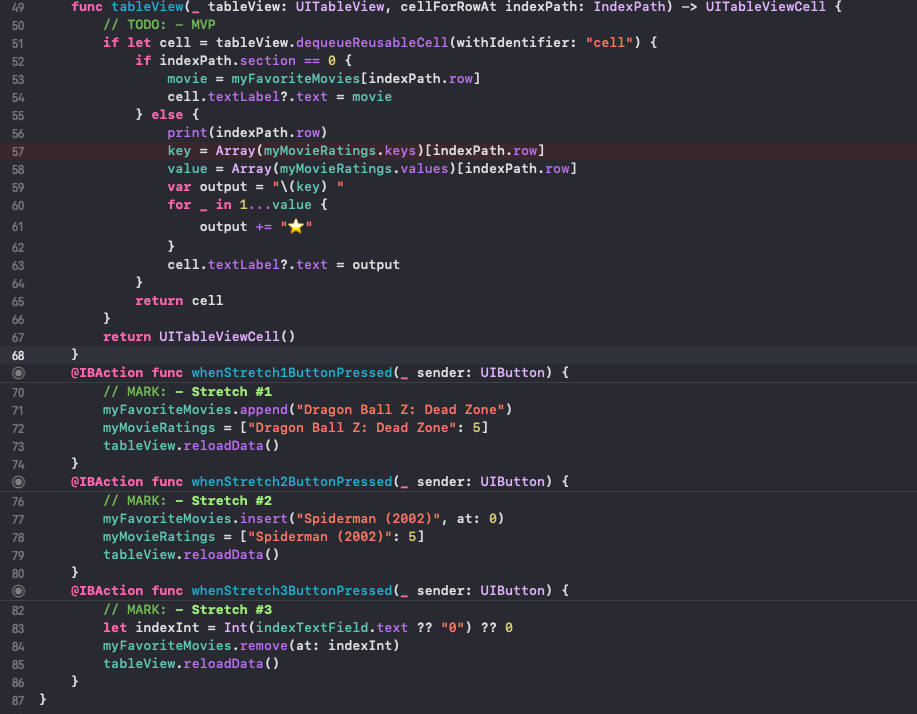 49 func tableView(_ tableView: UITableView, cellForRowAt indexPath: IndexPath) -> UITableViewCell {
50 // TODO: - MVP
51 if let cell = tableView.dequeueReusableCell(withIdentifier: "cell") {
52 if indexPath.section == 0 {
53 movie = myFavoriteMovies[indexPath.row]
54 cell.textLabel?.text = movie
55 } else {
56 print(indexPath.row)
57 key = Array(myMovieRatings.keys)[indexPath.row]
58 value = Array(myMovieRatings.values)[indexPath.row]
59 var output = "\(key) "
60 for _ in 1...value {
61 output += "⭐"
62 }
63 cell.textLabel?.text = output
64 }
65 return cell
66 }
67 return UITableViewCell()
68 }
@IBAction func whenStretch1ButtonPressed(_ sender: UIButton) {
70 // MARK: - Stretch #1
71 myFavoriteMovies.append("Dragon Ball Z: Dead Zone")
72 myMovieRatings = ["Dragon Ball Z: Dead Zone": 5]
73 tableView.reloadData()
74 }
@IBAction func whenStretch2ButtonPressed(_ sender: UIButton) {
76 // MARK: - Stretch #2
77 myFavoriteMovies.insert("Spiderman (2002)", at: 0)
78 myMovieRatings = ["Spiderman (2002)": 5]
79 tableView.reloadData()
80 }
@IBAction func whenStretch3ButtonPressed(_ sender: UIButton) {
82 // MARK: - Stretch #3
83 let indexInt = Int(indexTextField.text ?? "0") ?? 0
84 myFavoriteMovies.remove(at: indexInt)
85 tableView.reloadData()
86 }
87 }